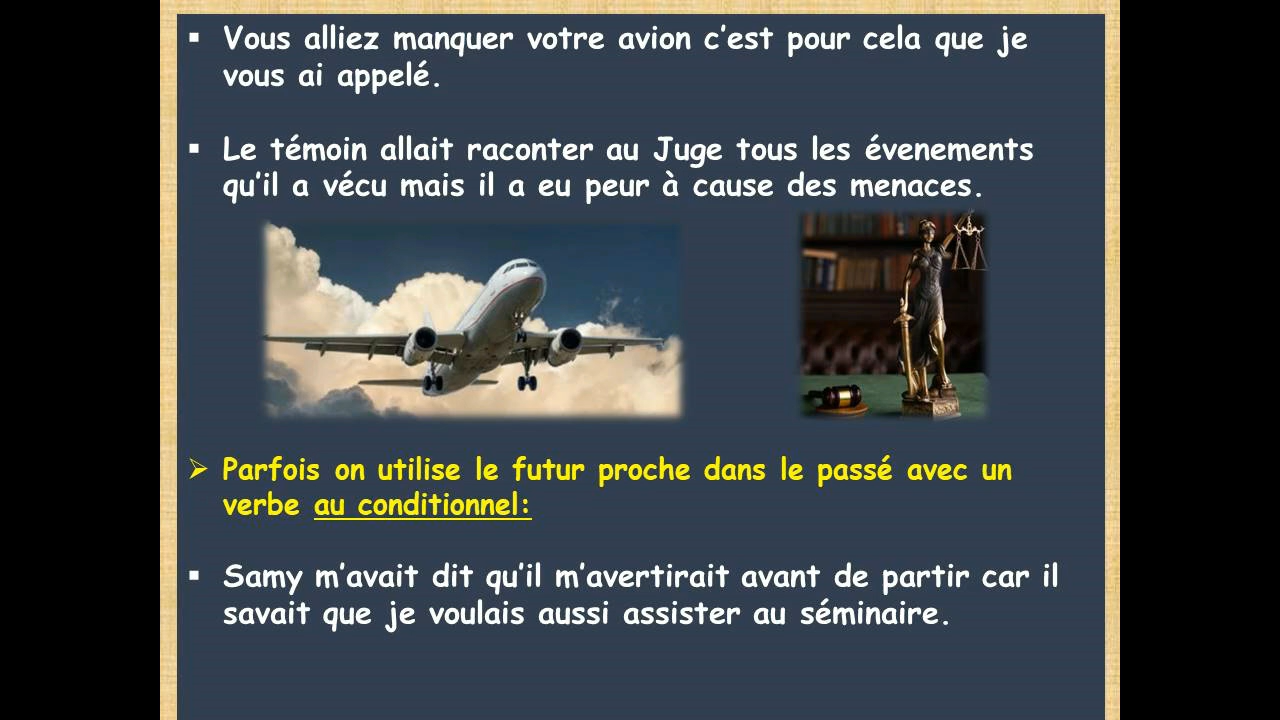 ▪ Vous alliez manquer votre avion c’est pour cela que je
vous ai appelé.
▪ Le témoin allait raconter au Juge tous les évenements
qu’il a vécu mais il a eu peur à cause des menaces.
➢ Parfois on utilise le futur proche dans le passé avec un
verbe au conditionnel:
▪ Samy m’avait dit qu’il m’avertirait avant de partir car il
savait que je voulais aussi assister au séminaire.